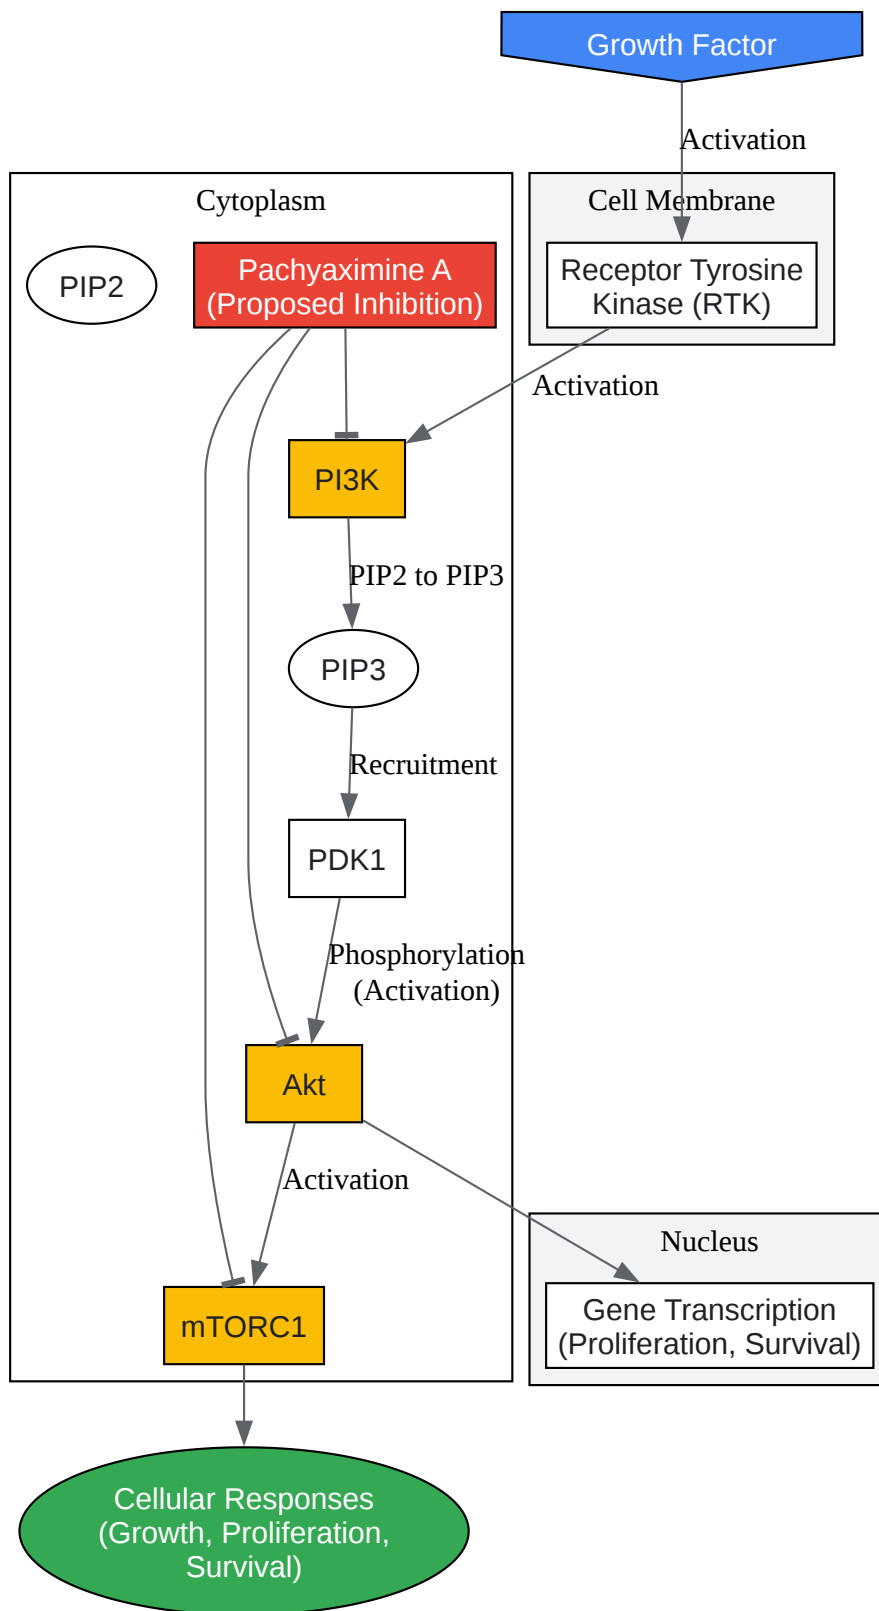 Growth Factor
Activation
Cytoplasm
Cell Membrane
PIP2
Pachyaximine A
(Proposed Inhibition)
Receptor Tyrosine
Kinase (RTK)
Activation
PI3K
PIP2 to PIP3
PIP3
Recruitment
PDK1
Phosphorylation
(Activation)
Akt
Activation
Nucleus
Gene Transcription
(Proliferation, Survival)
mTORC1
Cellular Responses
(Growth, Proliferation,
Survival)